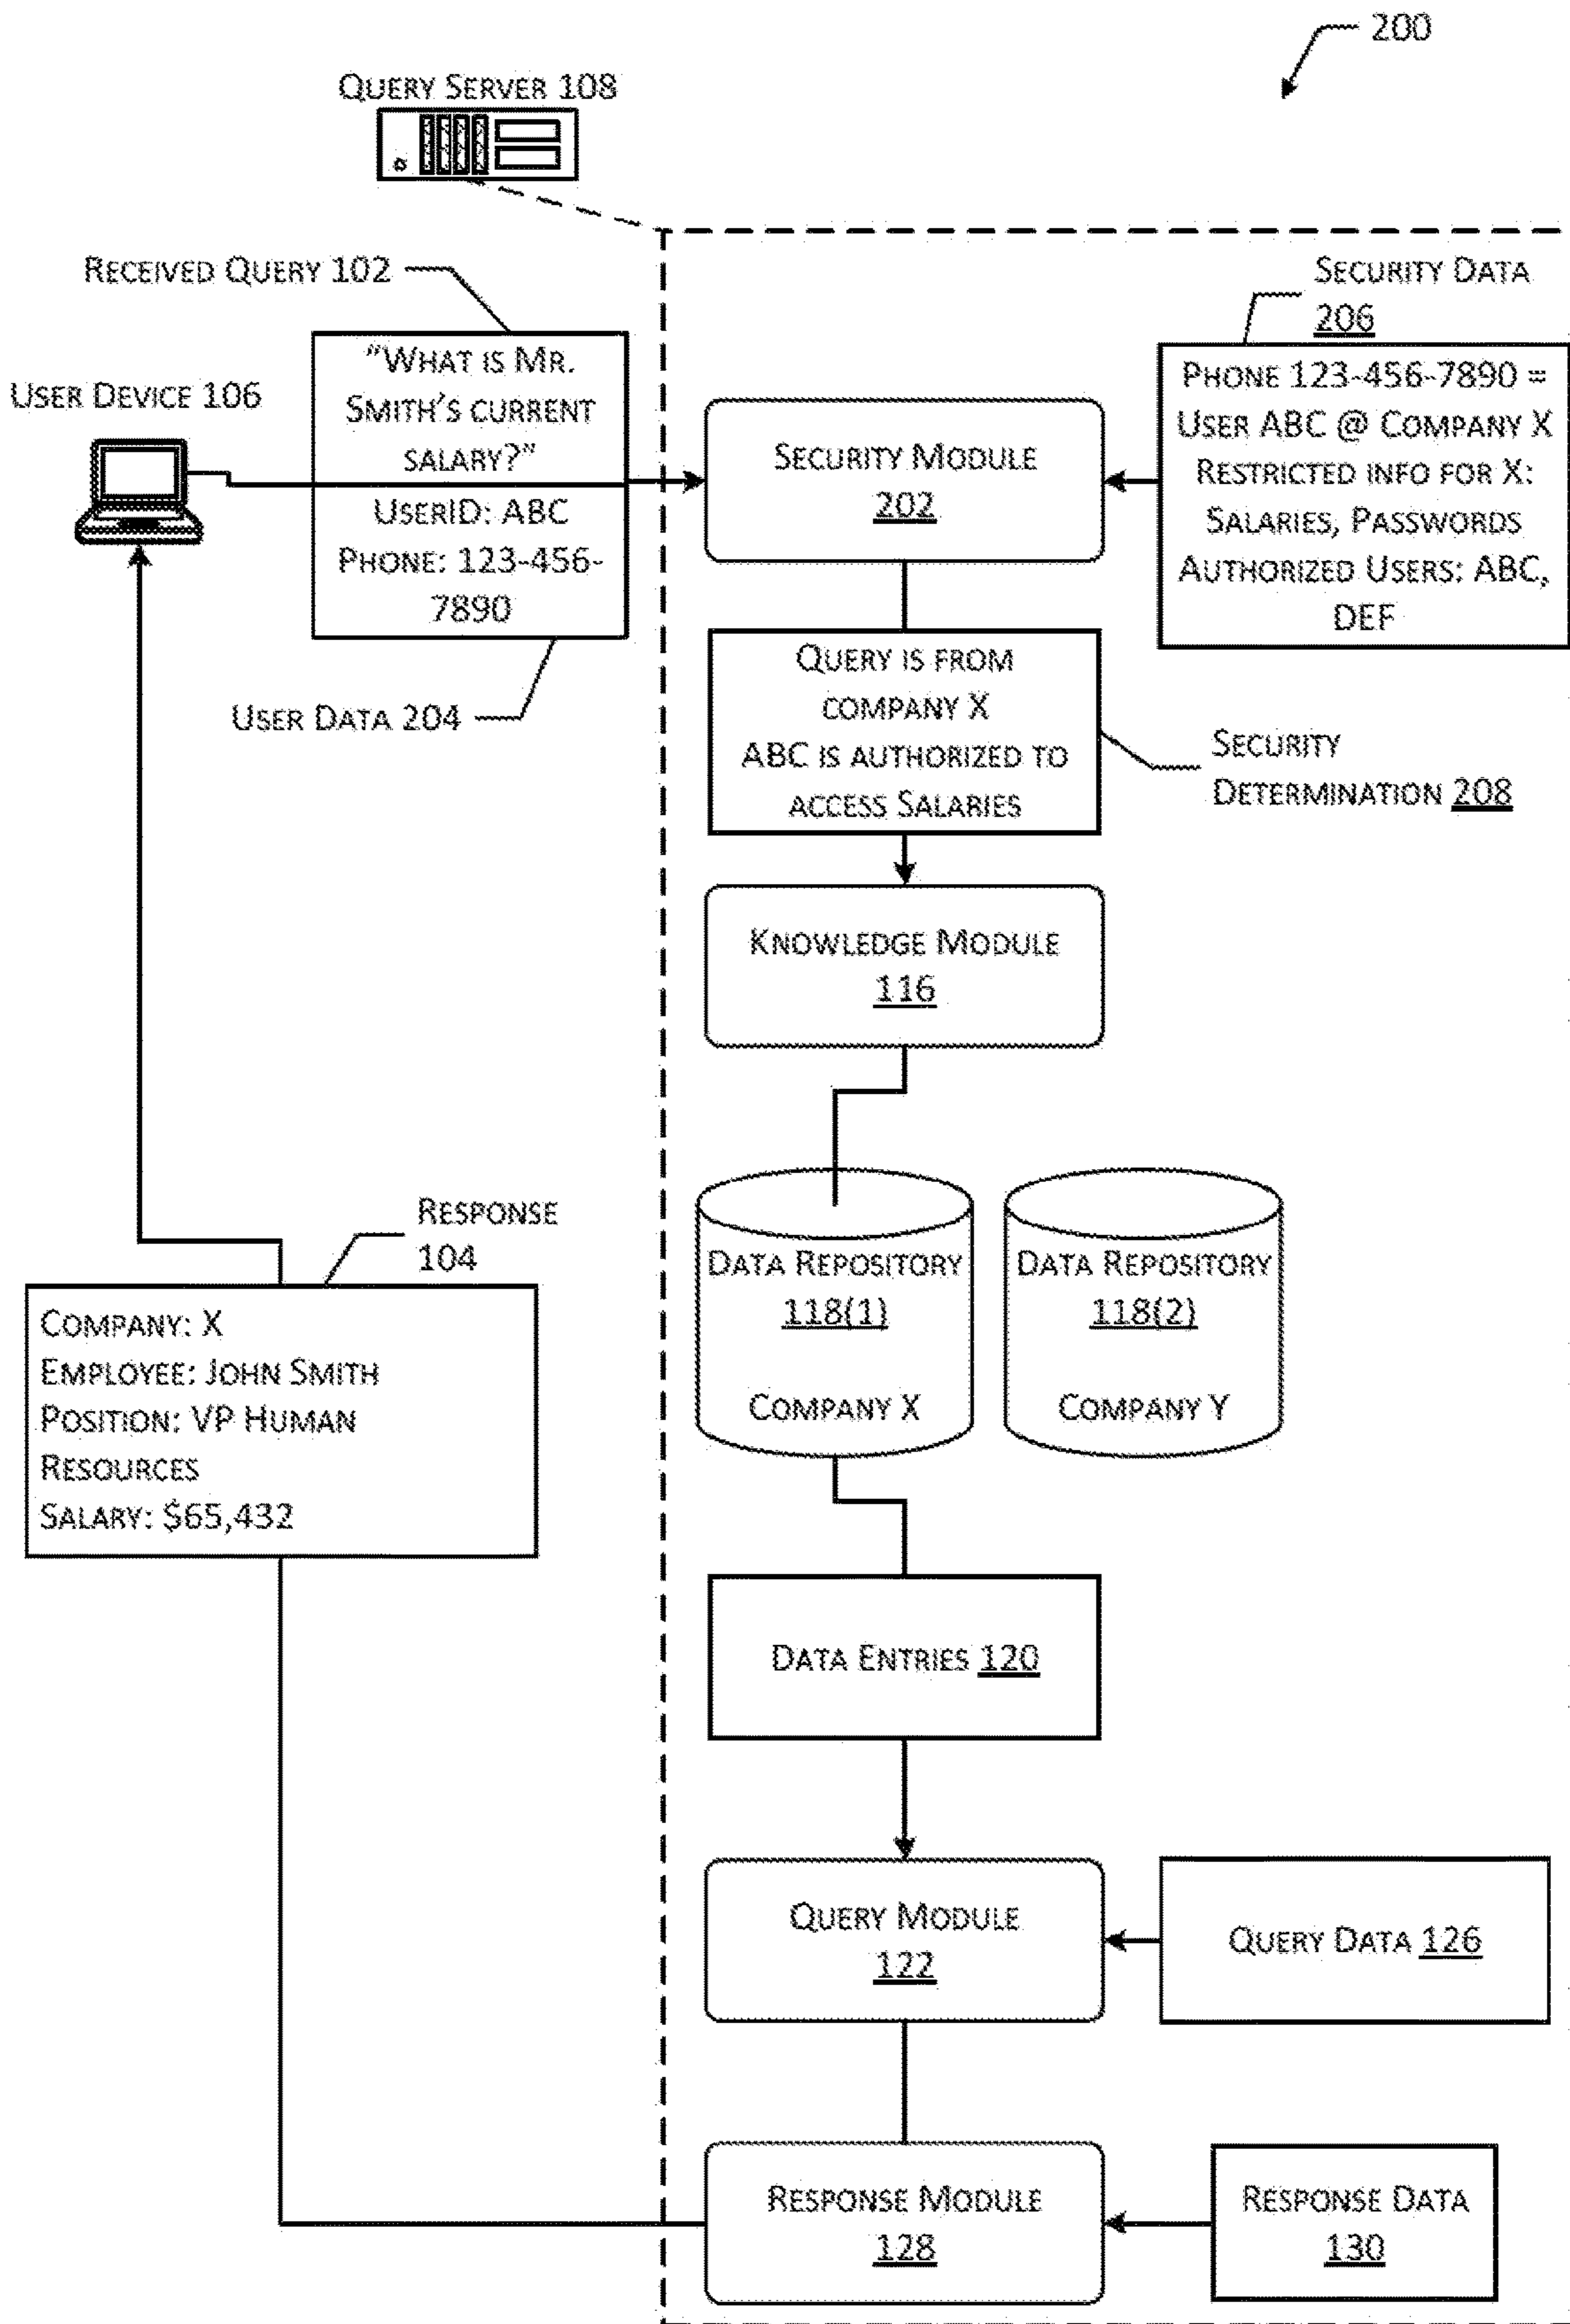 200
QUERY SERVER 108
RECEIVED QUERY 102
"WHAT IS MR.
SMITH'S CURRENT
SALARY?"
USERID: ABC
PHONE: 123-456-
7890
USER DEVICE 106
USER DATA 204
SECURITY MODULE
202
SECURITY DATA
206
PHONE 123-456-7890 =
USER ABC @ COMPANY X
RESTRICTED INFO FOR X:
SALARIES, PASSWORDS
AUTHORIZED USERS: ABC,
DEF
QUERY IS FROM
COMPANY X
ABC IS AUTHORIZED TO
ACCESS SALARIES
SECURITY
DETERMINATION 208
KNOWLEDGE MODULE
116
DATA REPOSITORY
118(1)
COMPANY X
DATA REPOSITORY
118(2)
COMPANY Y
RESPONSE
104
COMPANY: X
EMPLOYEE: JOHN SMITH
POSITION: VP HUMAN
RESOURCES
SALARY: $65,432
DATA ENTRIES 120
QUERY MODULE
122
QUERY DATA 126
RESPONSE MODULE
128
RESPONSE DATA
130